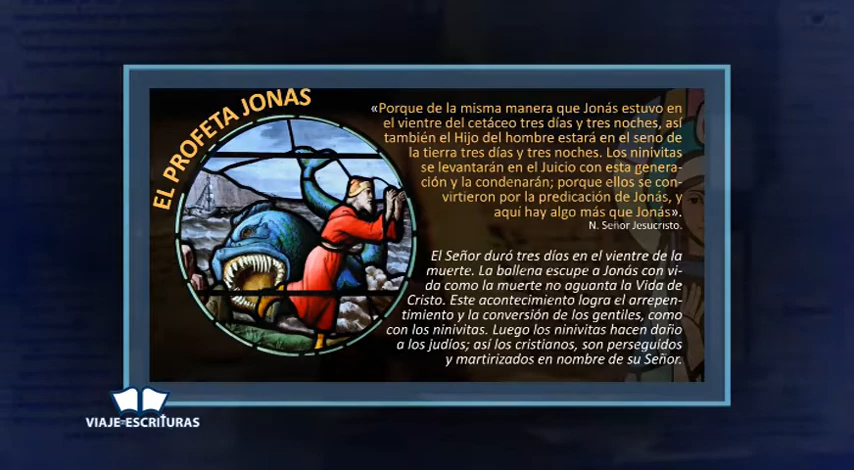 EL PROFETA JONAS
«Porque de la misma manera que Jonás estuvo en
el vientre del cetáceo tres días y tres noches, así
también el Hijo del hombre estará en el seno de
la tierra tres días y tres noches. Los ninivitas
se levantarán en el Juicio con esta genera-
ción y la condenarán; porque ellos se con-
virtieron por la predicación de Jonás, y
aquí hay algo más que Jonás».
N. Señor Jesucristo.
El Señor duró tres días en el vientre de la
muerte. La ballena escupe a Jonás con vi-
da como la muerte no aguanta la Vida de
Cristo. Este acontecimiento logra el arrepen-
timiento y la conversión de los gentiles, como
con los ninivitas. Luego los ninivitas hacen daño
a los judíos; así los cristianos, son perseguidos
y martirizados en nombre de su Señor.
VIAJE ESCRITURAS